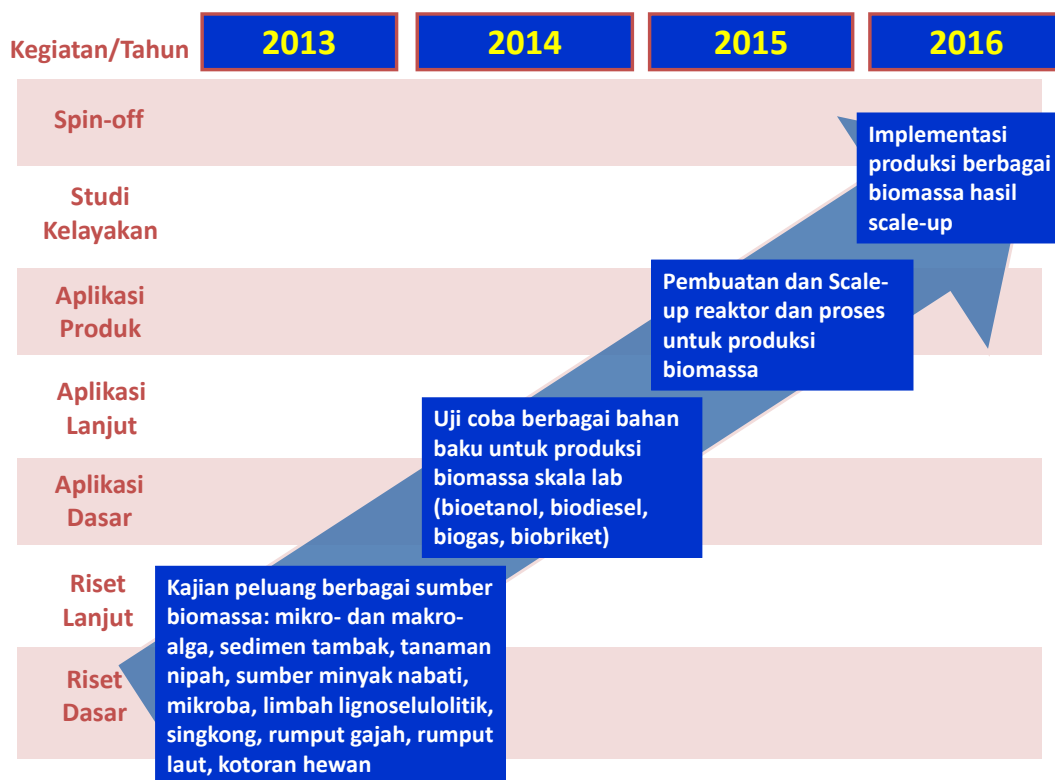 Kegiatan/Tahun
2013
2014
2015
2016
Spin-off
Implementasi
produksi berbagai
biomassa hasil
scale-up
Studi
Kelayakan
Aplikasi
Produk
Pembuatan dan Scale-
up reaktor dan proses
untuk produksi
biomassa
Aplikasi
Lanjut
Uji coba berbagai bahan
baku untuk produksi
biomassa skala lab
(bioetanol, biodiesel,
biogas, biobriket)
Aplikasi
Dasar
Riset
Lanjut
Kajian peluang berbagai sumber
biomassa: mikro- dan makro-
alga, sedimen tambak, tanaman
nipah, sumber minyak nabati,
mikroba, limbah lignoselulolitik,
singkong, rumput gajah, rumput
laut, kotoran hewan
Riset
Dasar